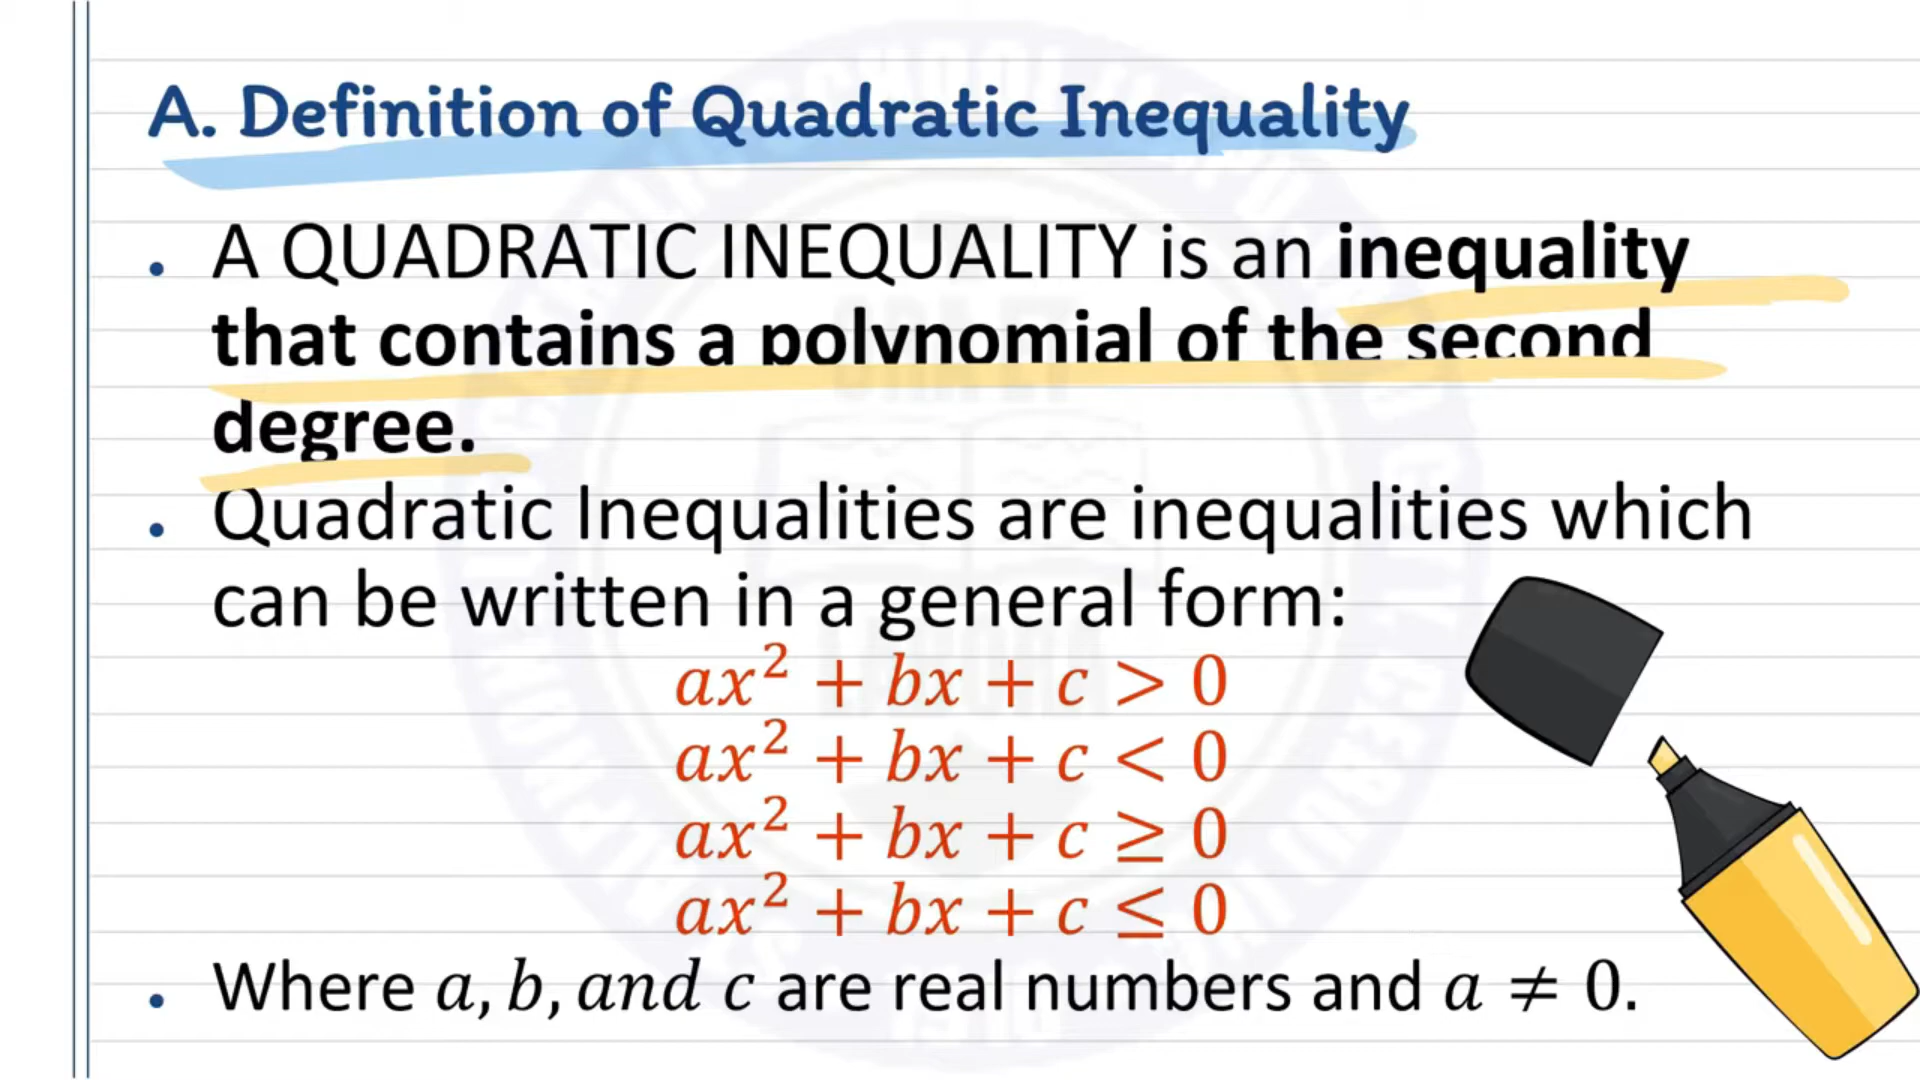 A. Definition of Quadratic Inequality
• A QUADRATIC INEQUALITY is an inequality
that contains a polynomial of the second
degree.
• Quadratic Inequalities are inequalities which
can be written in a general form:
ax² + bx + c > 0
ax² + bx + c < 0
ax² + bx + c ≥ 0
ax² + bx + c ≤ 0
• Where a, b, and c are real numbers and a ≠ 0.